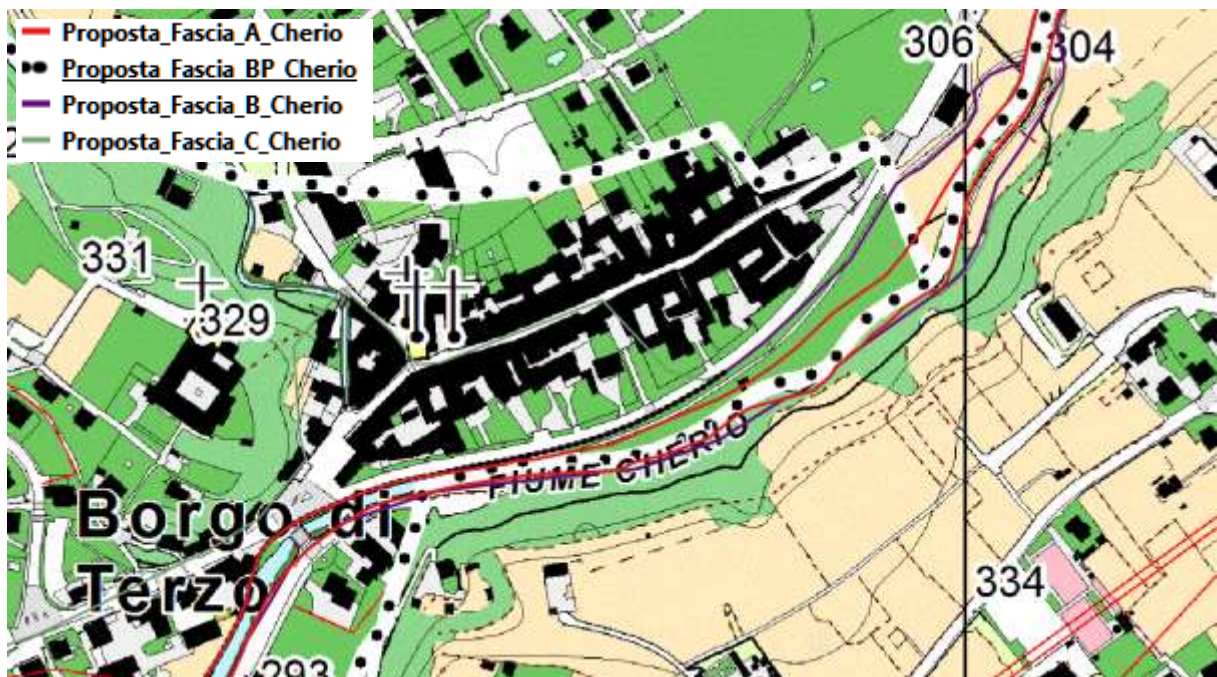 Proposta_Fascia_A_Cherio
Proposta_Fascia_BP_Cherio
Proposta_Fascia_B_Cherio
Proposta_Fascia_C_Cherio
306
304
331
329
FIUME CHERIO
Borgo di
Terzo
334
293